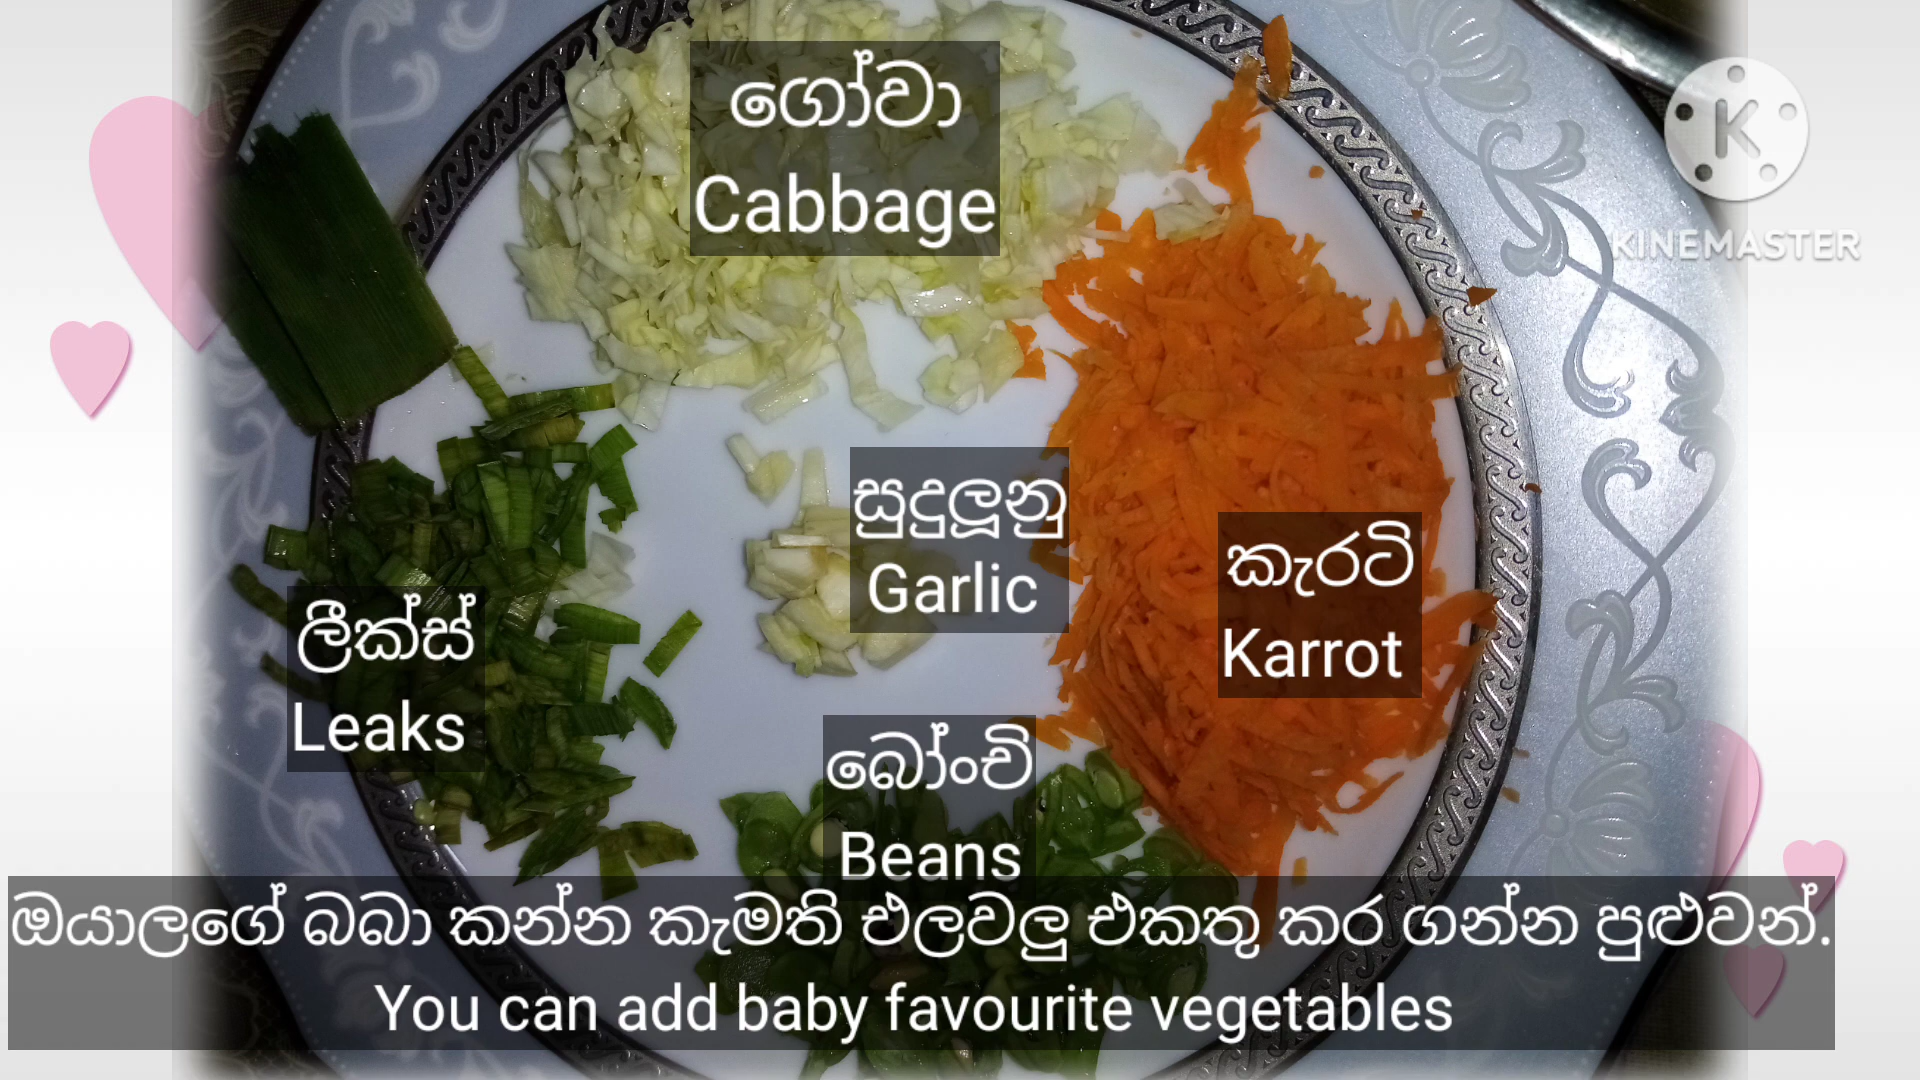 ගෝවා
Cabbage
KINEMASTER
සුදුලූනු
Garlic
කැරට්
Karrot
ලීක්ස්
Leaks
බෝංචි
Beans
ඔයාලගේ බබා කන්න කැමති එලවලු එකතු කර ගන්න පුළුවන්.
You can add baby favourite vegetables